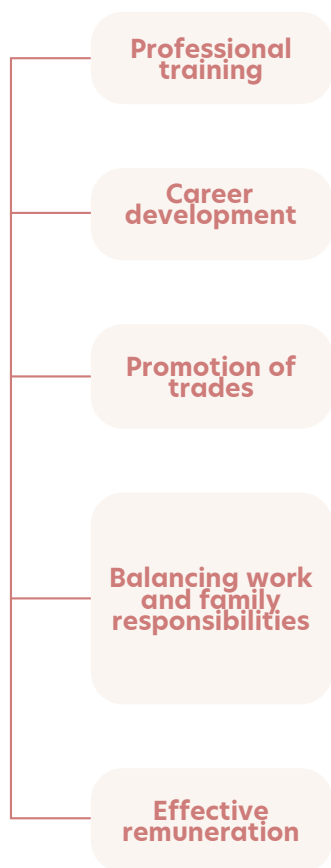 Professional
training
Career
development
Promotion of
trades
Balancing work
and family
responsibilities
Effective
remuneration